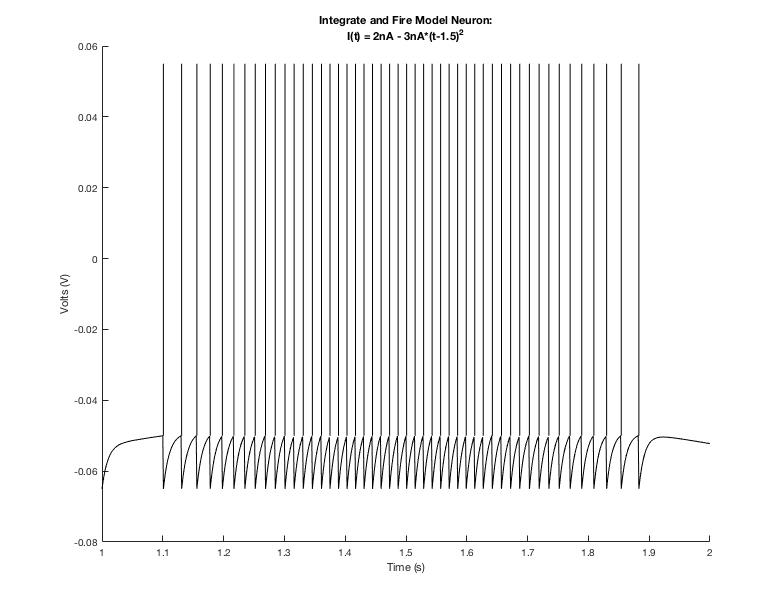 Integrate and Fire Model Neuron:
I(t) = 2nA - 3nA*(t-1.5)²
0.06
0.04
0.02
0
-0.02
-0.04
-0.06
-0.08
Volts (V)
1 1.1 1.2 1.3 1.4 1.5 1.6 1.7 1.8 1.9 2
Time (s)